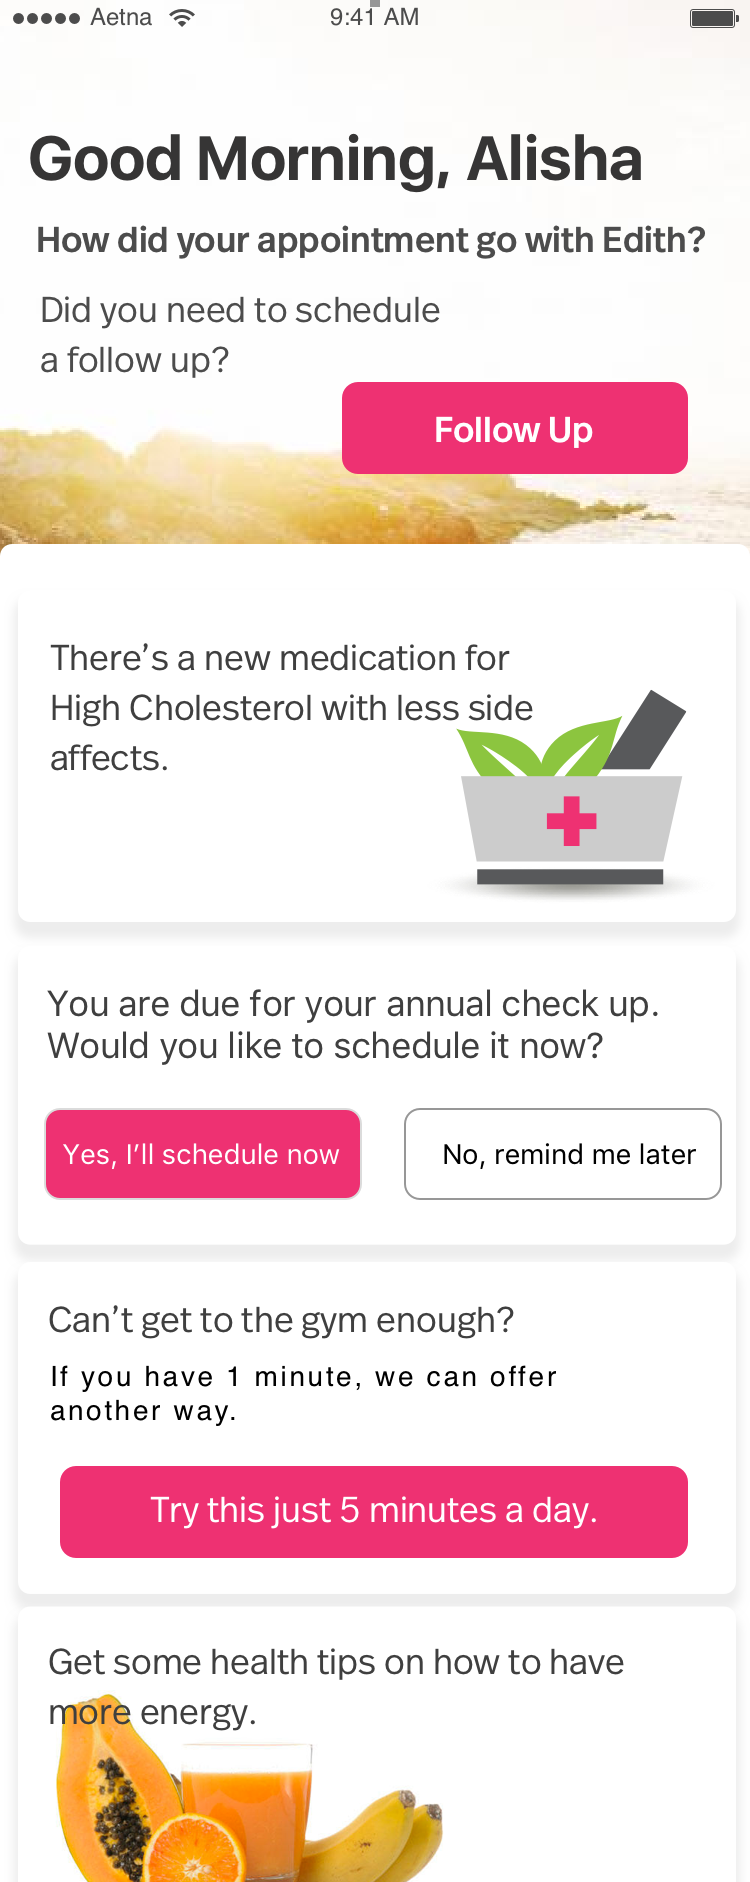 Aetna 9:41 AM
Good Morning, Alisha
How did your appointment go with Edith?
Did you need to schedule
a follow up?
Follow Up
There’s a new medication for
High Cholesterol with less side
affects.
You are due for your annual check up.
Would you like to schedule it now?
Yes, I’ll schedule now
No, remind me later
Can’t get to the gym enough?
If you have 1 minute, we can offer
another way.
Try this just 5 minutes a day.
Get some health tips on how to have
more energy.